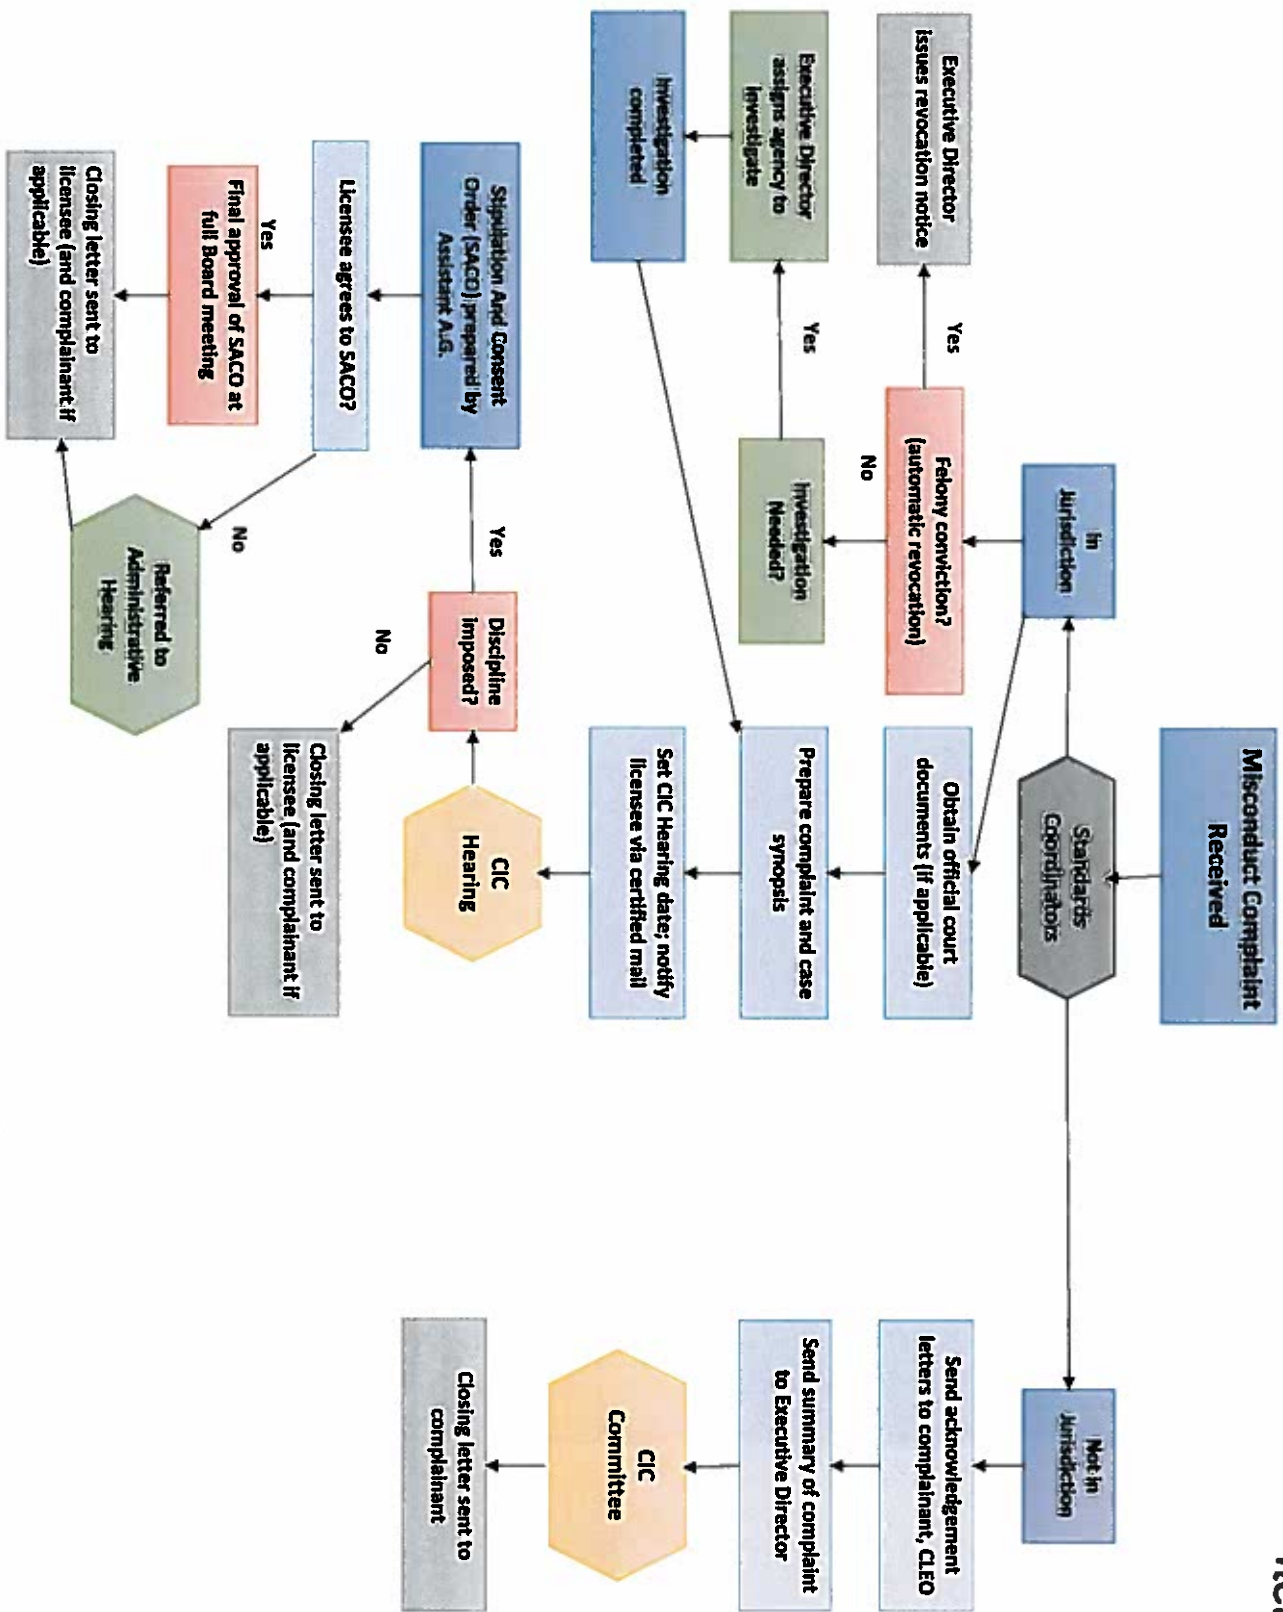 Misconduct Complaint
Received
Standards
Coordinators
In
Jurisdiction
Not in
Jurisdiction
Felony conviction?
(automatic revocation)
Yes
No
Executive Director
issues revocation notice
Investigation
Needed?
Yes
Executive Director
assigns agency to
investigate
Investigation
completed
Obtain official court
documents (if applicable)
Prepare complaint and case
synopsis
Set CIC Hearing date; notify
licensee via certified mail
CIC
Hearing
Discipline
imposed?
Yes
No
Closing letter sent to
licensee (and complainant if
applicable)
Stipulation And Consent
Order (SACO) prepared by
Assistant A.G.
Licensee agrees to SACO?
Yes
No
Final approval of SACO at
full Board meeting
Referred to
Administrative
Hearing
Closing letter sent to
licensee (and complainant if
applicable)
Send acknowledgement
letters to complainant, CLEO
Send summary of complaint
to Executive Director
CIC
Committee
Closing letter sent to
complainant